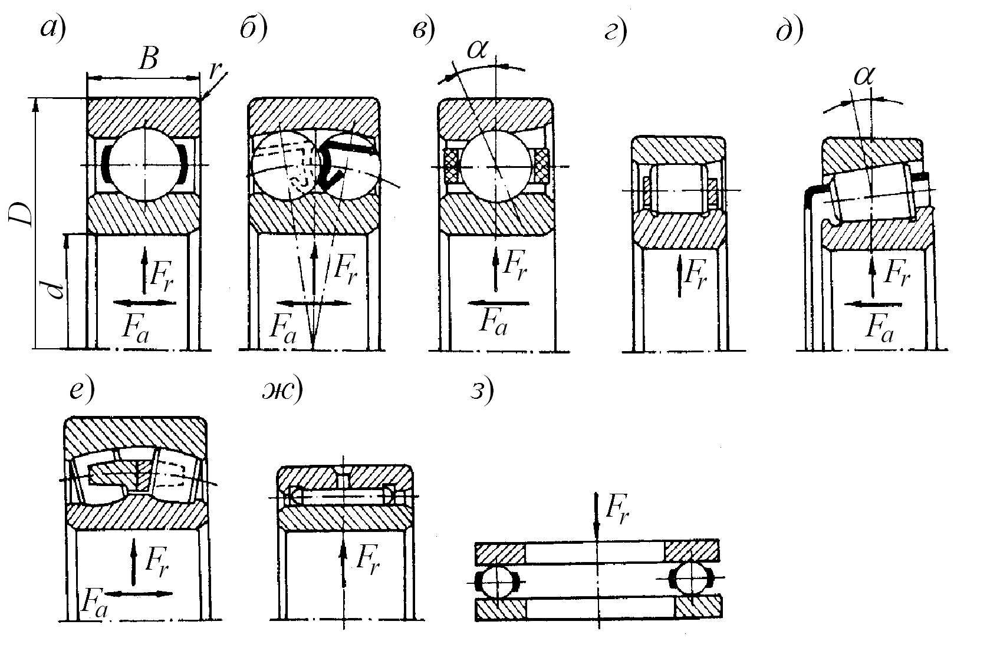 а) б) в) г) д)
B r α α
D d
F_r F_r F_r F_r F_r
F_a F_a F_a F_a
е) ж) з)
F_r F_r F_r
F_a